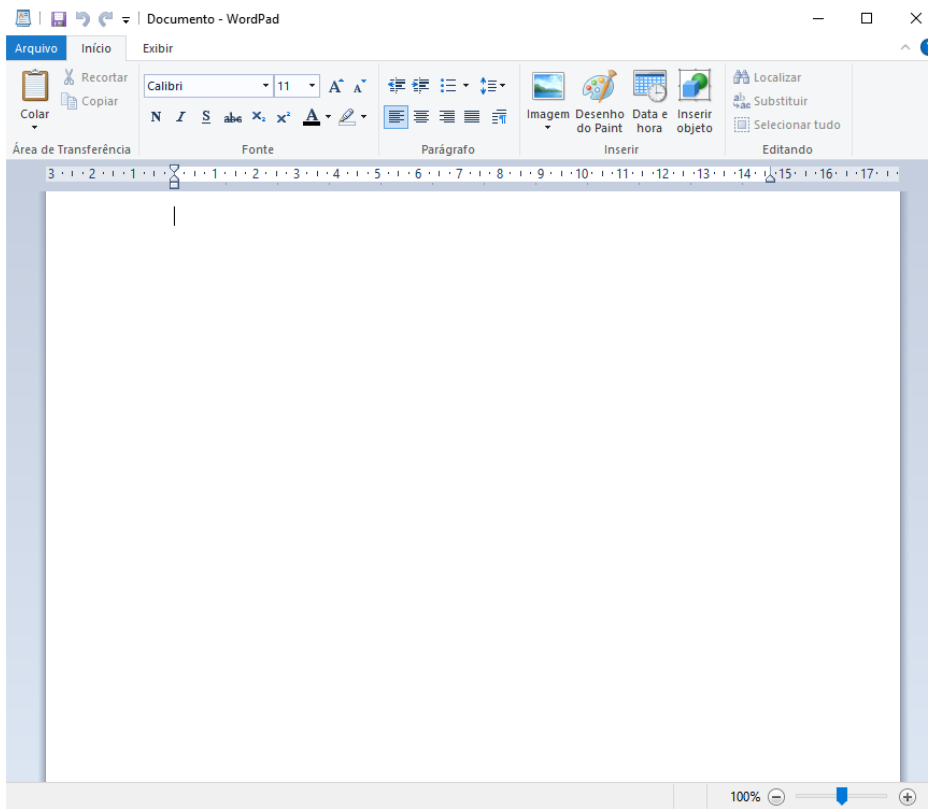 Documento - WordPad
Arquivo Início Exibir
Colar
Recortar
Copiar
Área de Transferência
Calibri 11
N I S abc X₂ x² A
Fonte
Parágrafo
Imagem
Desenho do Paint
Data e hora
Inserir objeto
Inserir
Localizar
Substituir
Selecionar tudo
Editando
3 2 1 1 2 3 4 5 6 7 8 9 10 11 12 13 14 15 16 17
100%